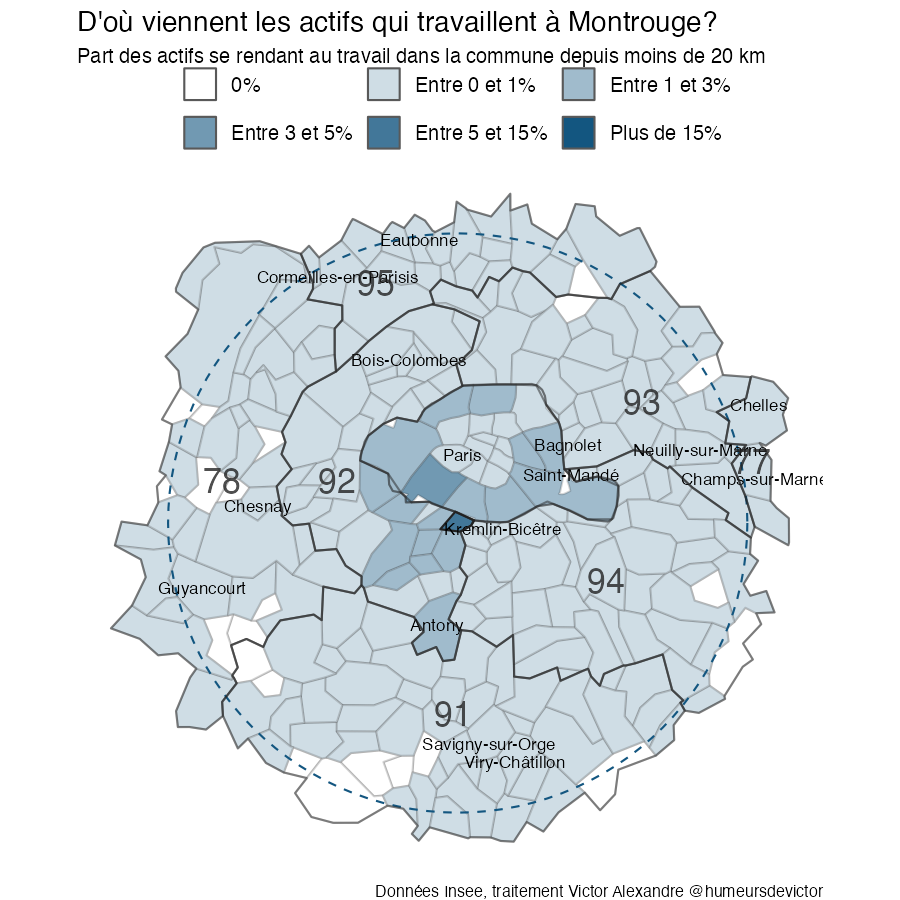 D'où viennent les actifs qui travaillent à Montrouge?
Part des actifs se rendant au travail dans la commune depuis moins de 20 km
0% Entre 0 et 1% Entre 1 et 3%
Entre 3 et 5% Entre 5 et 15% Plus de 15%
Eaubonne
Cormeilles-en-Parisis
95
Bois-Colombes
93
Chelles
Bagnolet
Neuilly-sur-Marne
Paris
77
78
92
Saint-Mandé
Champs-sur-Marne
Chesnay
Kremlin-Bicêtre
94
Guyancourt
Antony
91
Savigny-sur-Orge
Viry-Châtillon
Données Insee, traitement Victor Alexandre @humeursdevictor